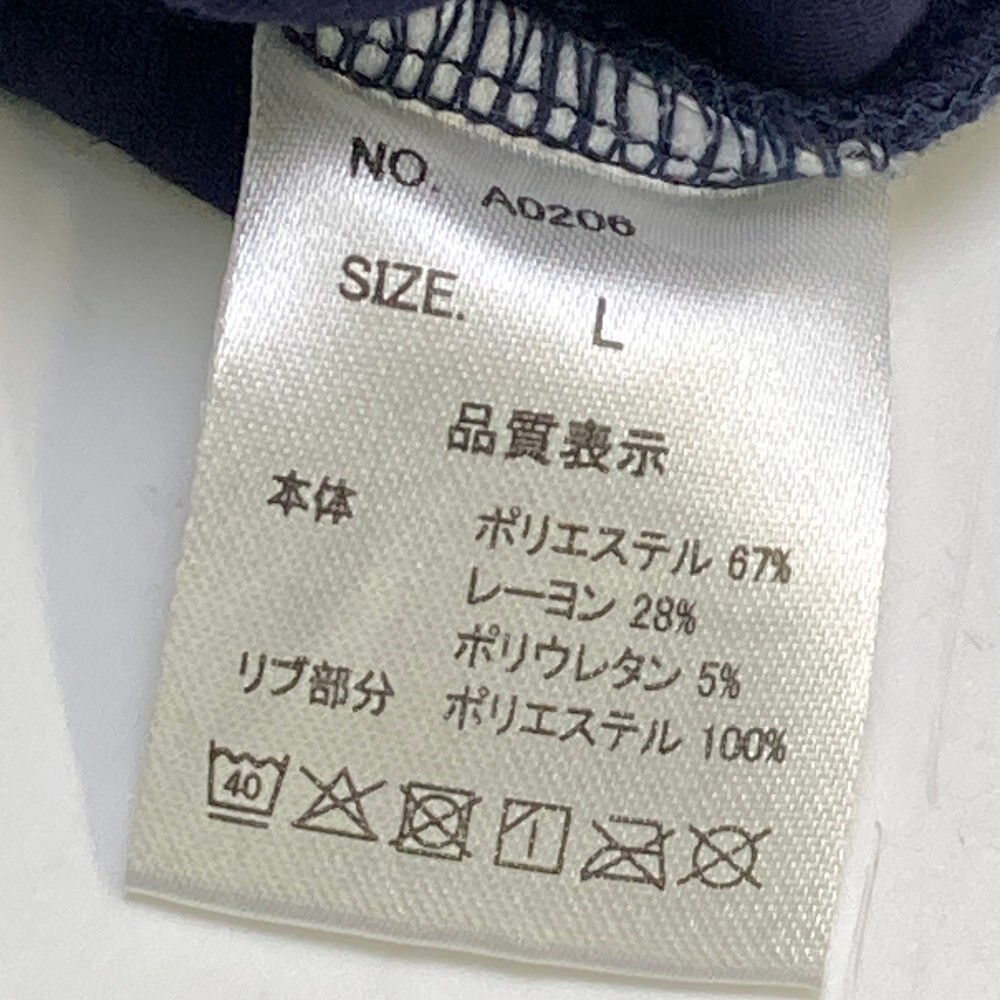 NO. A0206
SIZE. L
品質表示
本体 ポリエステル 67%
レーヨン 28%
ポリウレタン 5%
リブ部分 ポリエステル 100%
40